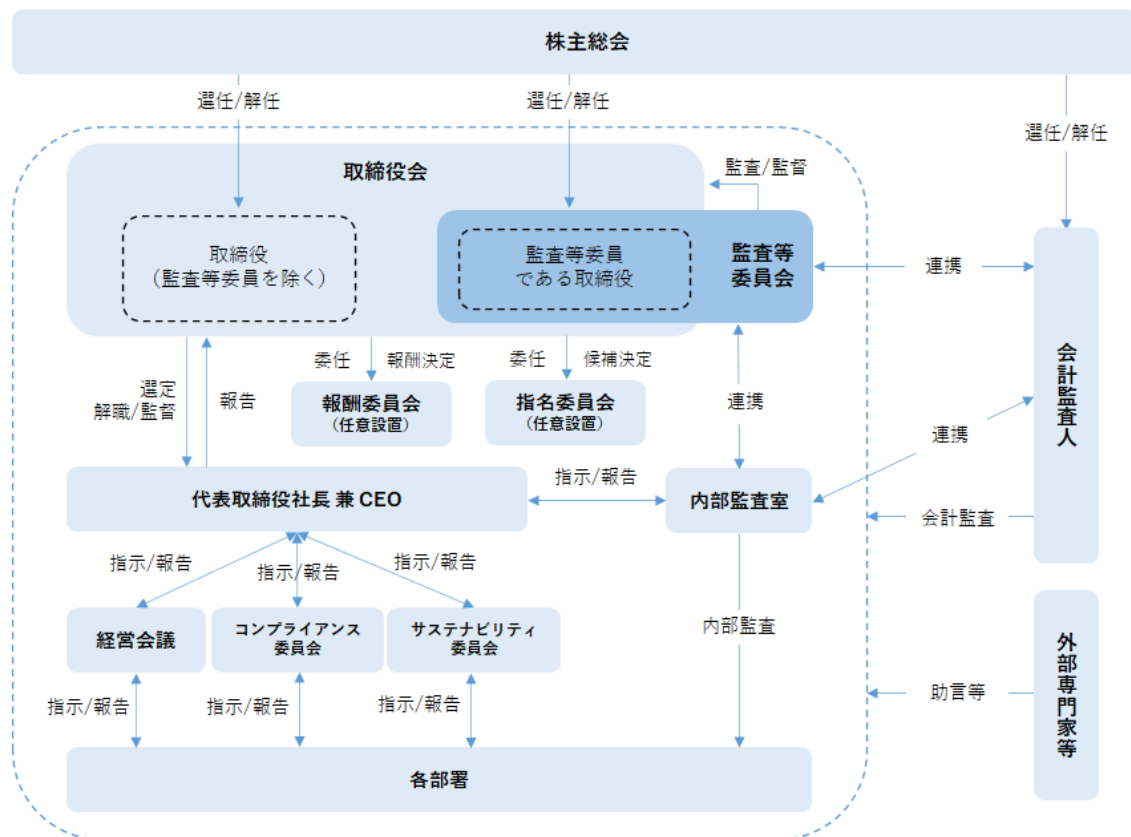 株主総会
選任/解任
選任/解任
選任/解任
取締役会
監査/監督
取締役
（監査等委員を除く）
監査等委員
である取締役
監査等
委員会
連携
会計監査人
選定
解職/監督
報告
委任
報酬決定
委任
候補決定
報酬委員会
（任意設置）
指名委員会
（任意設置）
連携
連携
代表取締役社長 兼 CEO
指示/報告
内部監査室
会計監査
指示/報告
指示/報告
指示/報告
経営会議
コンプライアンス
委員会
サステナビリティ
委員会
内部監査
外部専門家等
助言等
指示/報告
指示/報告
指示/報告
各部署